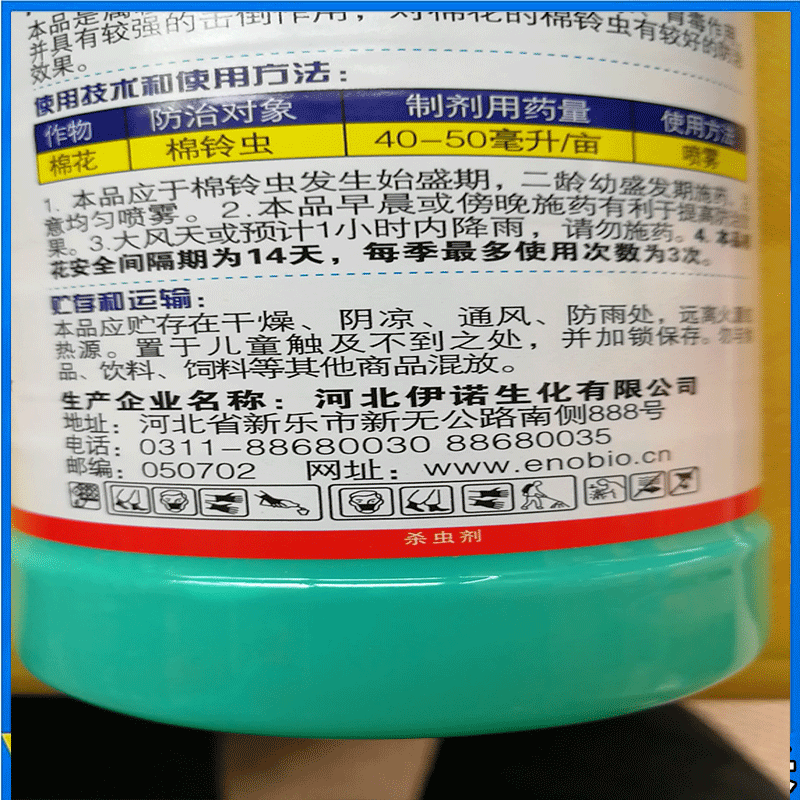 并具有较强的击倒作用，对棉花的棉铃虫有较好的防治
效果。
使用技术和使用方法：
作物 防治对象 制剂用药量 使用方法
棉花 棉铃虫 40-50毫升/亩 喷雾
1. 本品应于棉铃虫发生始盛期，二龄幼虫盛发期施药。
意均匀喷雾。2.本品早晨或傍晚施药有利于提高防治效
果。3.大风天或预计1小时内降雨，请勿施药。4.本品
花安全间隔期为14天，每季最多使用次数为3次。
贮存和运输：
本品应贮存在干燥、阴凉、通风、防雨处，远离火源
热源。置于儿童触及不到之处，并加锁保存。勿与
品、饮料、饲料等其他商品混放。
生产企业名称：河北伊诺生化有限公司
地址：河北省新乐市新无公路南侧888号
电话：0311-88680030 88680035
邮编：050702 网址：www.enobio.cn
杀虫剂